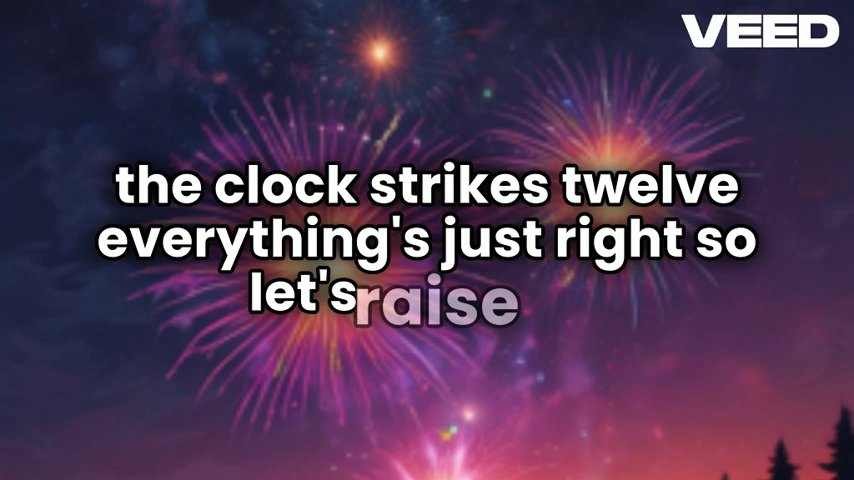 VEED
the clock strikes twelve
everything's just right so
let's raise